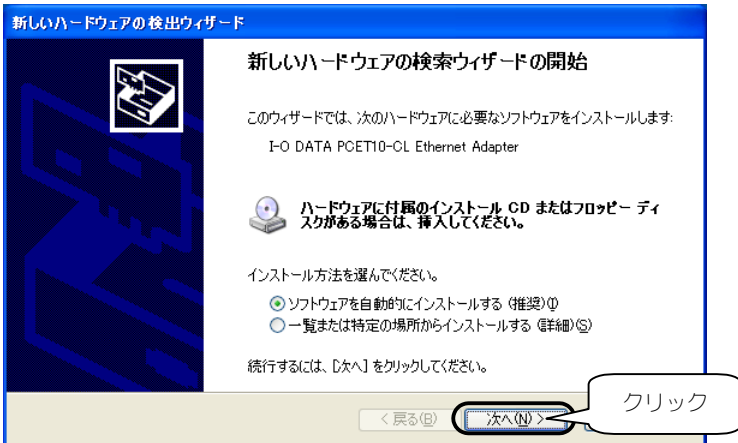 新しいハードウェアの検出ウィザード
新しいハードウェアの検索ウィザードの開始
このウィザードでは、次のハードウェアに必要なソフトウェアをインストールします:
I-O DATA PCET10-CL Ethernet Adapter
ハードウェアに付属のインストール CD またはフロッピー ディ
スクがある場合は、挿入してください。
インストール方法を選んでください。
ソフトウェアを自動的にインストールする (推奨)(I)
一覧または特定の場所からインストールする (詳細)(S)
続行するには、[次へ] をクリックしてください。
< 戻る(B)
次へ(N) >
クリック